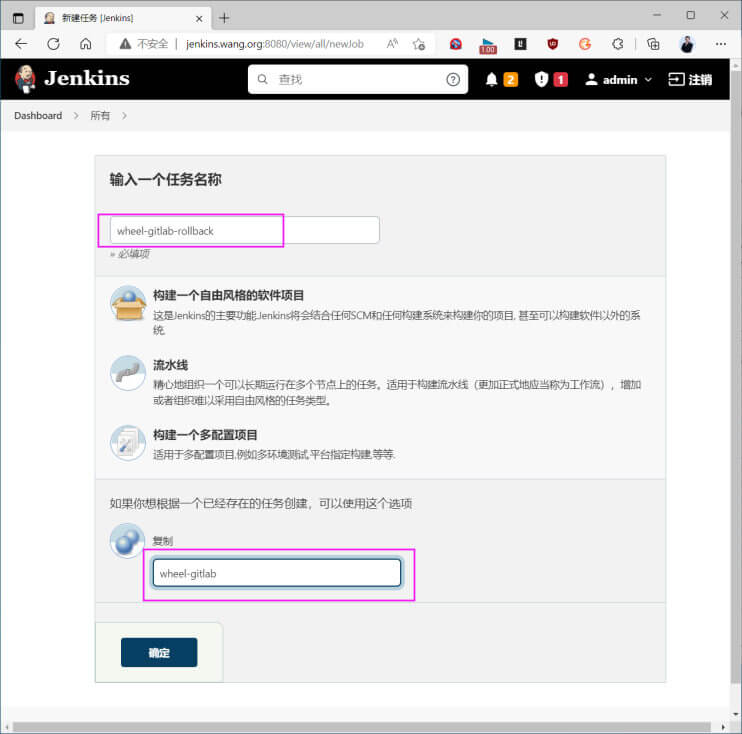 新建任务 [Jenkins]
不安全 | jenkins.wang.org:8080/view/all/newJob
1.00
Jenkins
查找
2
1
admin
注销
Dashboard
所有
输入一个任务名称
wheel-gitlab-rollback
» 必填项
构建一个自由风格的软件项目
这是Jenkins的主要功能.Jenkins将会结合任何SCM和任何构建系统来构建你的项目, 甚至可以构建软件以外的系
统.
流水线
精心地组织一个可以长期运行在多个节点上的任务。适用于构建流水线（更加正式地应当称为工作流），增加
或者组织难以采用自由风格的任务类型。
构建一个多配置项目
适用于多配置项目,例如多环境测试,平台指定构建,等等.
如果你想根据一个已经存在的任务创建，可以使用这个选项
复制
wheel-gitlab
确定